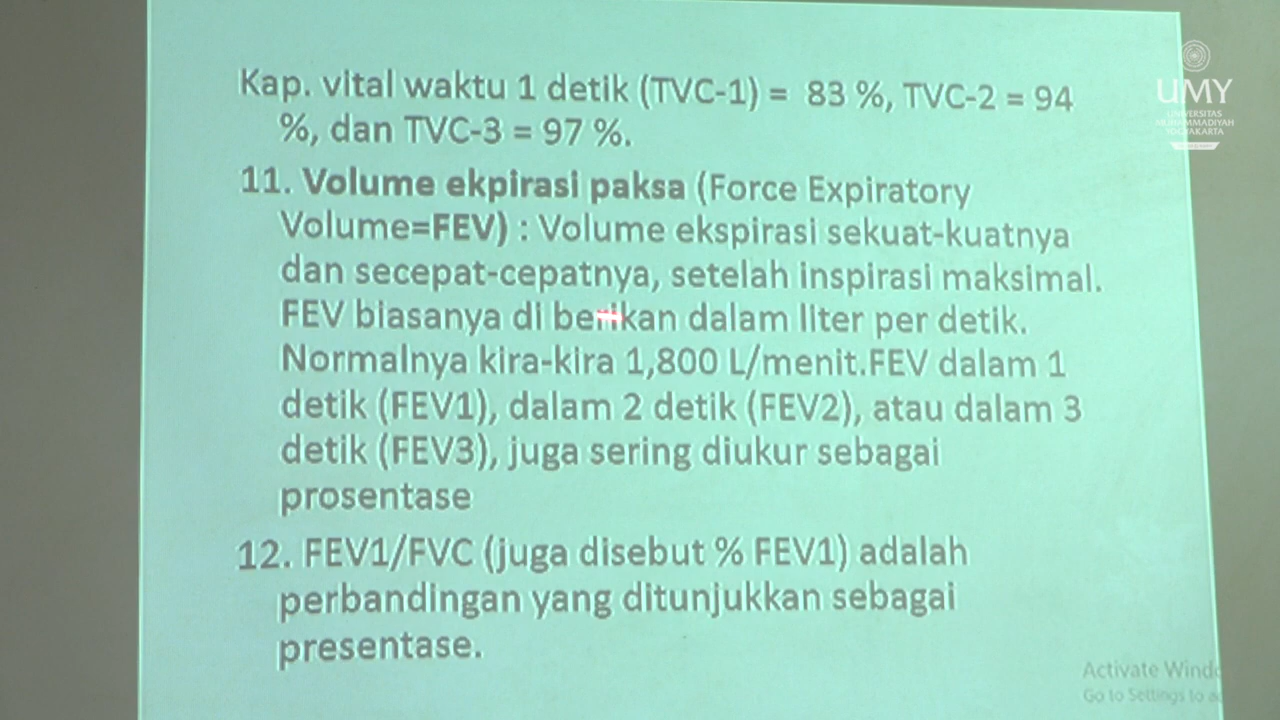 Kap. vital waktu 1 detik (TVC-1) = 83 %, TVC-2 = 94
%, dan TVC-3 = 97 %.
11. Volume ekpirasi paksa (Force Expiratory
Volume=FEV) : Volume ekspirasi sekuat-kuatnya
dan secepat-cepatnya, setelah inspirasi maksimal.
FEV biasanya di berikan dalam liter per detik.
Normalnya kira-kira 1,800 L/menit.FEV dalam 1
detik (FEV1), dalam 2 detik (FEV2), atau dalam 3
detik (FEV3), juga sering diukur sebagai
prosentase
12. FEV1/FVC (juga disebut % FEV1) adalah
perbandingan yang ditunjukkan sebagai
presentase.
UMY
UNIVERSITAS
MUHAMMADIYAH
YOGYAKARTA
Activate Windo
Go to Settings to a